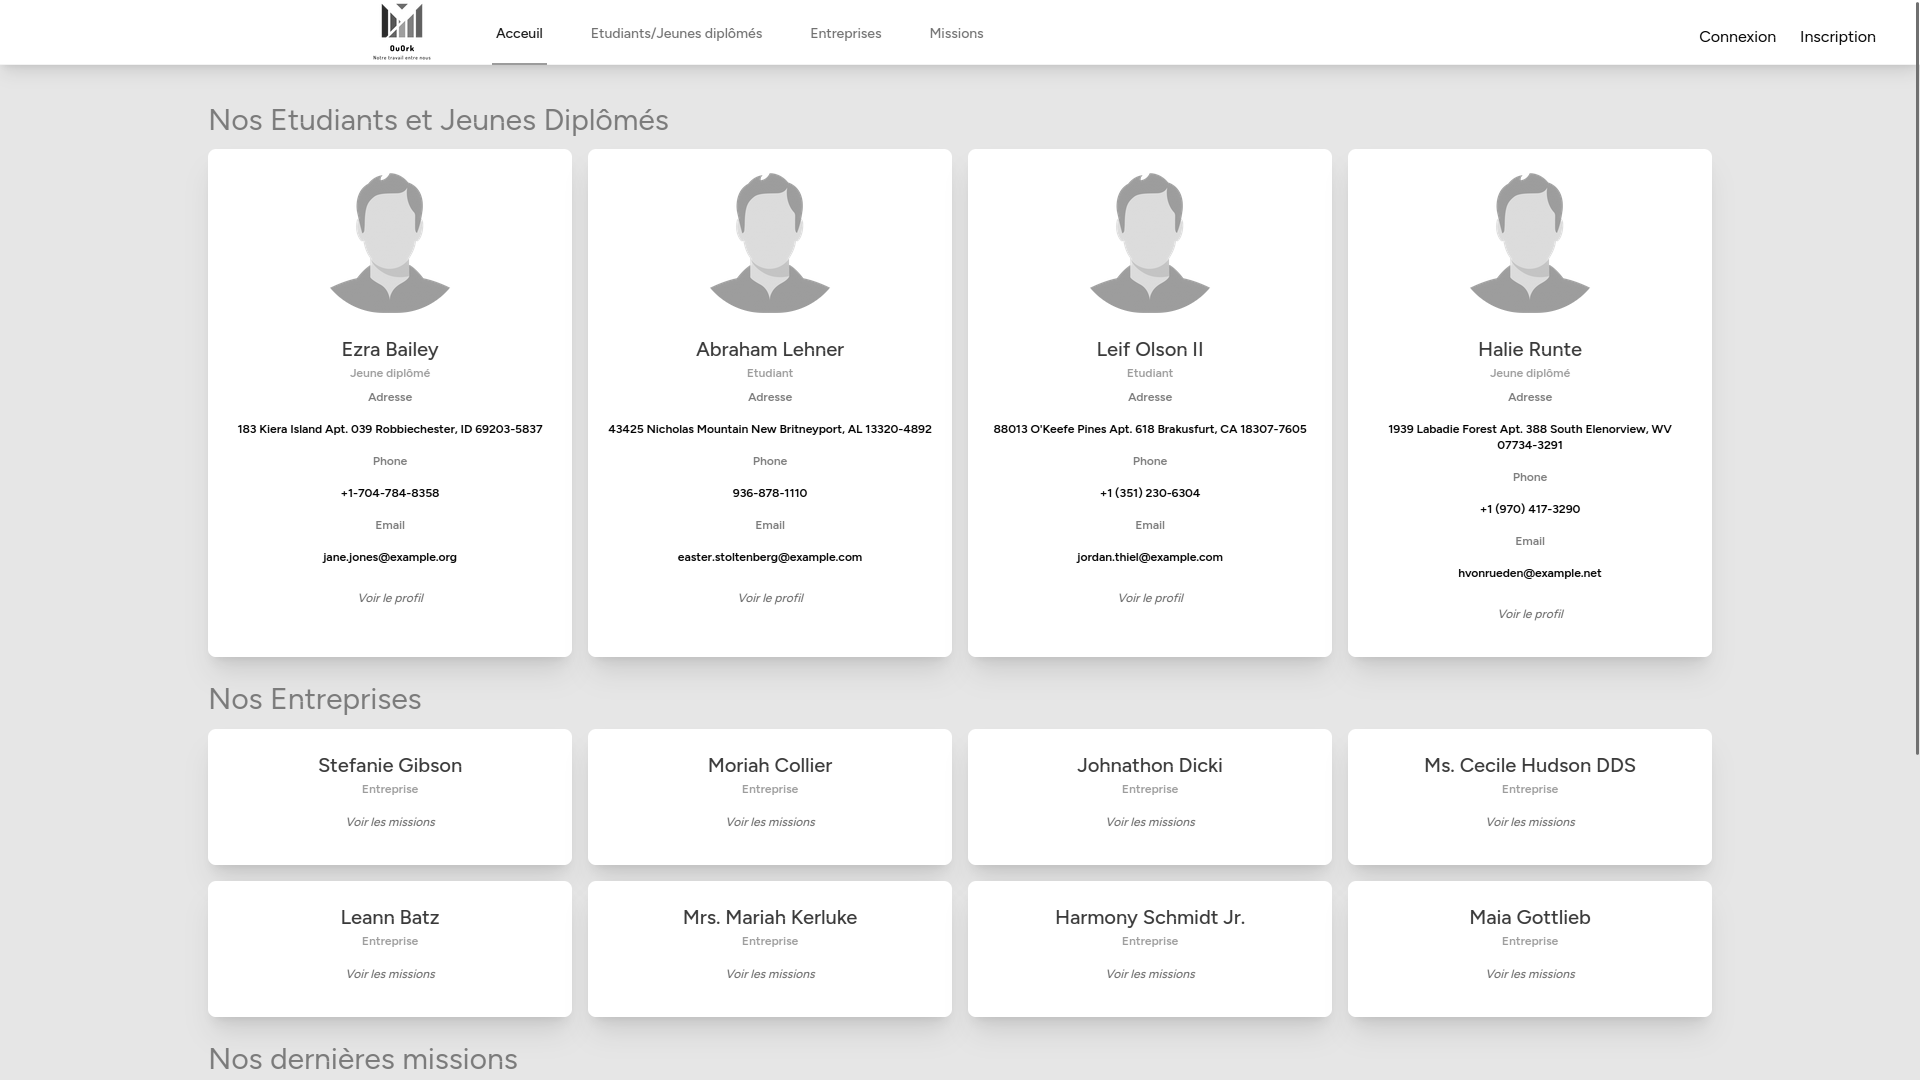 OuOrk
Notre travail entre nous
Acceuil
Etudiants/Jeunes diplômés
Entreprises
Missions
Connexion
Inscription
Nos Etudiants et Jeunes Diplômés
Ezra Bailey
Jeune diplômé
Adresse
183 Kiera Island Apt. 039 Robbiechester, ID 69203-5837
Phone
+1-704-784-8358
Email
jane.jones@example.org
Voir le profil
Abraham Lehner
Etudiant
Adresse
43425 Nicholas Mountain New Britneyport, AL 13320-4892
Phone
936-878-1110
Email
easter.stoltenberg@example.com
Voir le profil
Leif Olson II
Etudiant
Adresse
88013 O'Keefe Pines Apt. 618 Brakusfurt, CA 18307-7605
Phone
+1 (351) 230-6304
Email
jordan.thiel@example.com
Voir le profil
Halie Runte
Jeune diplômé
Adresse
1939 Labadie Forest Apt. 388 South Elenorview, WV
07734-3291
Phone
+1 (970) 417-3290
Email
hvonrueden@example.net
Voir le profil
Nos Entreprises
Stefanie Gibson
Entreprise
Voir les missions
Moriah Collier
Entreprise
Voir les missions
Johnathon Dicki
Entreprise
Voir les missions
Ms. Cecile Hudson DDS
Entreprise
Voir les missions
Leann Batz
Entreprise
Voir les missions
Mrs. Mariah Kerluke
Entreprise
Voir les missions
Harmony Schmidt Jr.
Entreprise
Voir les missions
Maia Gottlieb
Entreprise
Voir les missions
Nos dernières missions